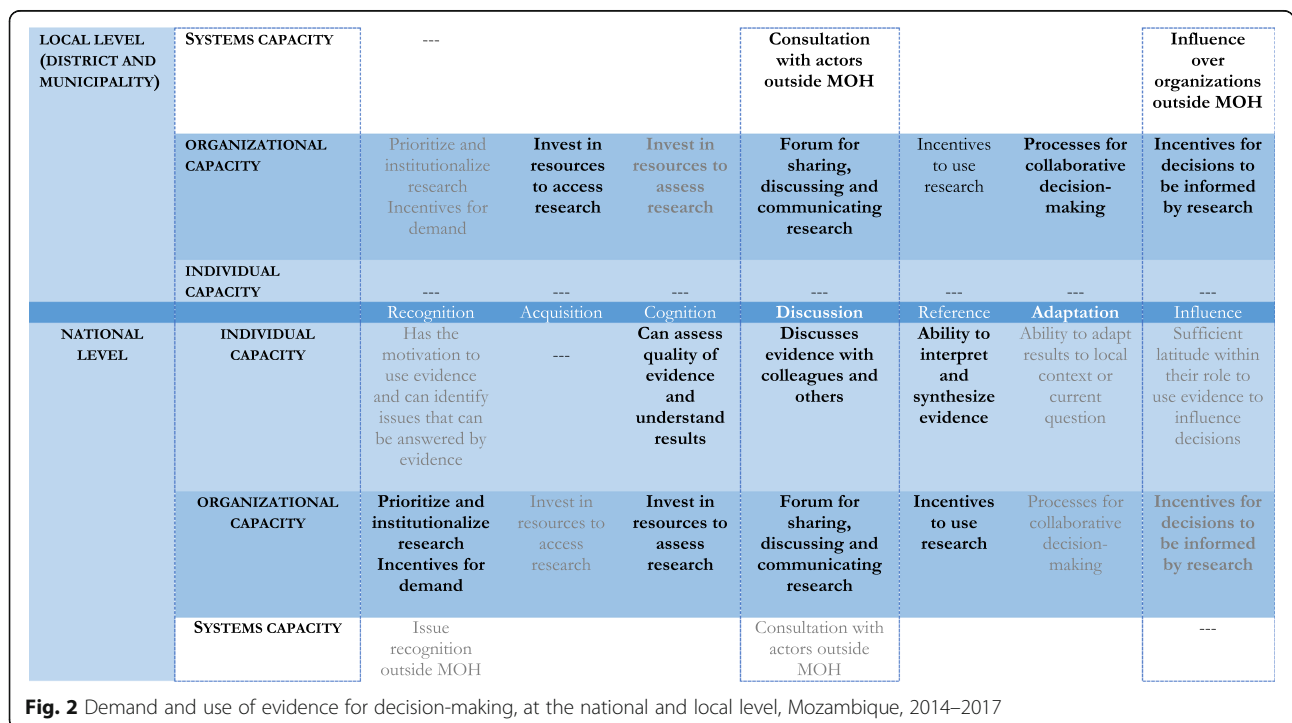 LOCAL LEVEL
(DISTRICT AND
MUNICIPALITY)
SYSTEMS CAPACITY
---
Consultation
with actors
outside MOH
Influence
over
organizations
outside MOH
ORGANIZATIONAL
CAPACITY
Prioritize and
institutionalize
research
Incentives for
demand
Invest in
resources
to access
research
Invest in
resources to
assess
research
Forum for
sharing,
discussing and
communicating
research
Incentives
to use
research
Processes for
collaborative
decision-
making
Incentives for
decisions to
be informed
by research
INDIVIDUAL
CAPACITY
--- --- --- --- --- --- ---
Recognition Acquisition Cognition Discussion Reference Adaptation Influence
NATIONAL
LEVEL
INDIVIDUAL
CAPACITY
Has the
motivation to
use evidence
and can identify
issues that can
be answered by
evidence
---
Can assess
quality of
evidence
and
understand
results
Discusses
evidence with
colleagues and
others
Ability to
interpret
and
synthesize
evidence
Ability to adapt
results to local
context or
current
question
Sufficient
latitude within
their role to
use evidence to
influence
decisions
ORGANIZATIONAL
CAPACITY
Prioritize and
institutionalize
research
Incentives for
demand
Invest in
resources to
access
research
Invest in
resources to
assess
research
Forum for
sharing,
discussing and
communicating
research
Incentives
to use
research
Processes for
collaborative
decision-
making
Incentives for
decisions to
be informed
by research
SYSTEMS CAPACITY
Issue
recognition
outside MOH
Consultation with
actors outside
MOH
---
Fig. 2 Demand and use of evidence for decision-making, at the national and local level, Mozambique, 2014–2017